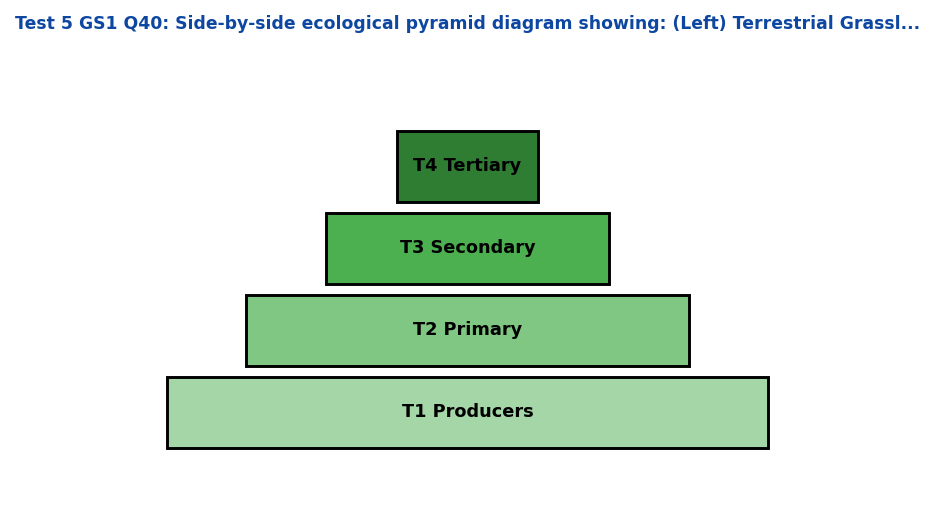 Test 5 GS1 Q40: Side-by-side ecological pyramid diagram showing: (Left) Terrestrial Grassl...
T4 Tertiary
T3 Secondary
T2 Primary
T1 Producers